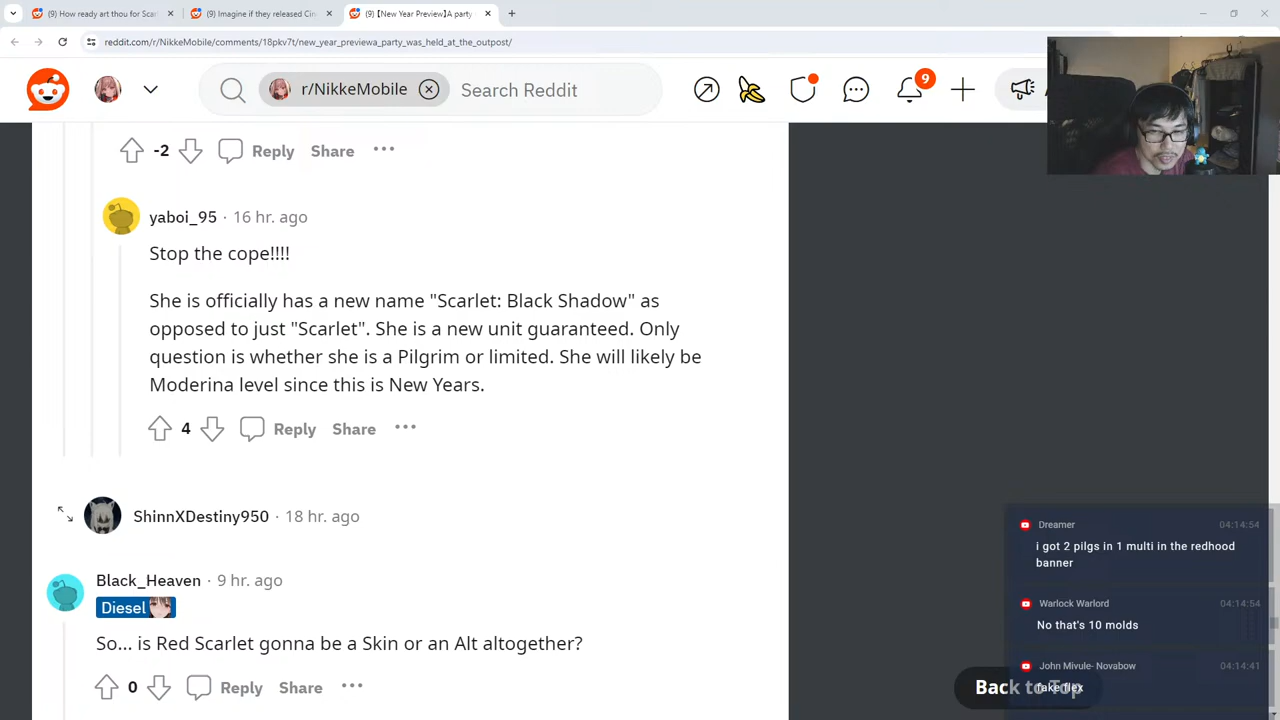 (9) How ready art thou for Scar
(9) Imagine if they released Cin
(9) 【New Year Preview】A party
reddit.com/r/NikkeMobile/comments/18pkv7t/new_year_previewa_party_was_held_at_the_outpost/
r/NikkeMobile
Search Reddit
9
-2
Reply
Share
yaboi_95 · 16 hr. ago
Stop the cope!!!!
She is officially has a new name "Scarlet: Black Shadow" as
opposed to just "Scarlet". She is a new unit guaranteed. Only
question is whether she is a Pilgrim or limited. She will likely be
Moderina level since this is New Years.
4
Reply
Share
ShinnXDestiny950 · 18 hr. ago
Black_Heaven · 9 hr. ago
Diesel
So... is Red Scarlet gonna be a Skin or an Alt altogether?
0
Reply
Share
Dreamer 04:14:54
i got 2 pilgs in 1 multi in the redhood
banner
Warlock Warlord 04:14:54
No that's 10 molds
John Mivule- Novabow 04:14:41
fake flex
Back to Top